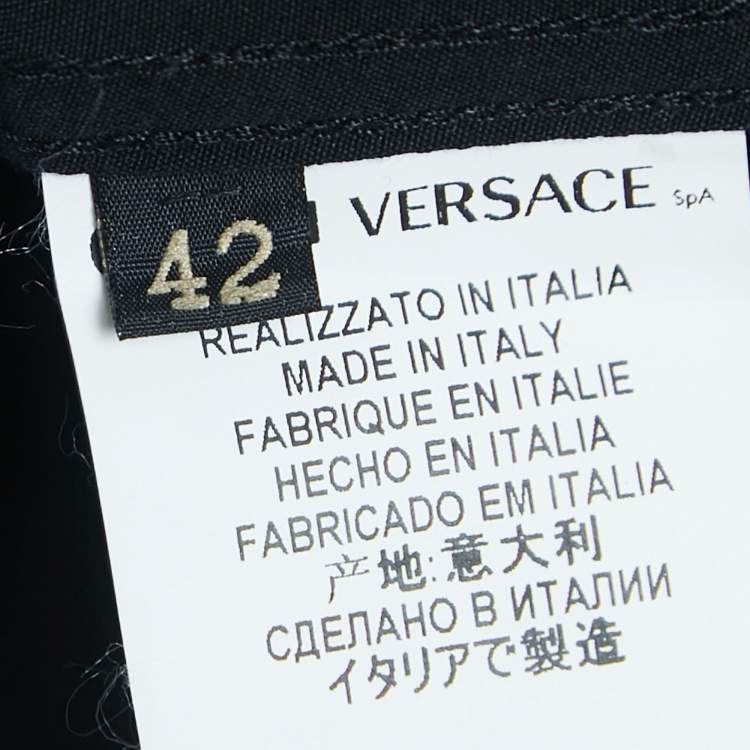 42
VERSACE SpA
REALIZZATO IN ITALIA
MADE IN ITALY
FABRIQUE EN ITALIE
HECHO EN ITALIA
FABRICADO EM ITALIA
产地:意大利
СДЕЛАНО В ИТАЛИИ
イタリアで製造